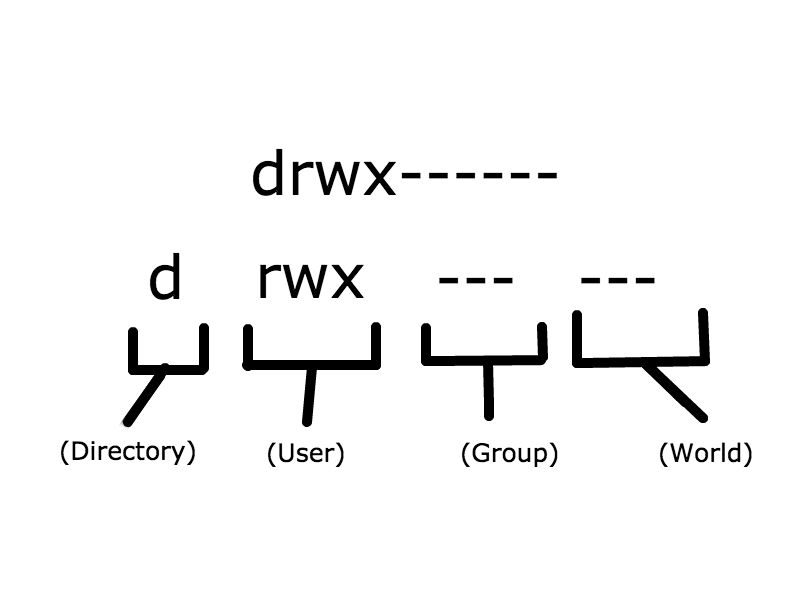 drwx------
d rwx --- ---
(Directory) (User) (Group) (World)